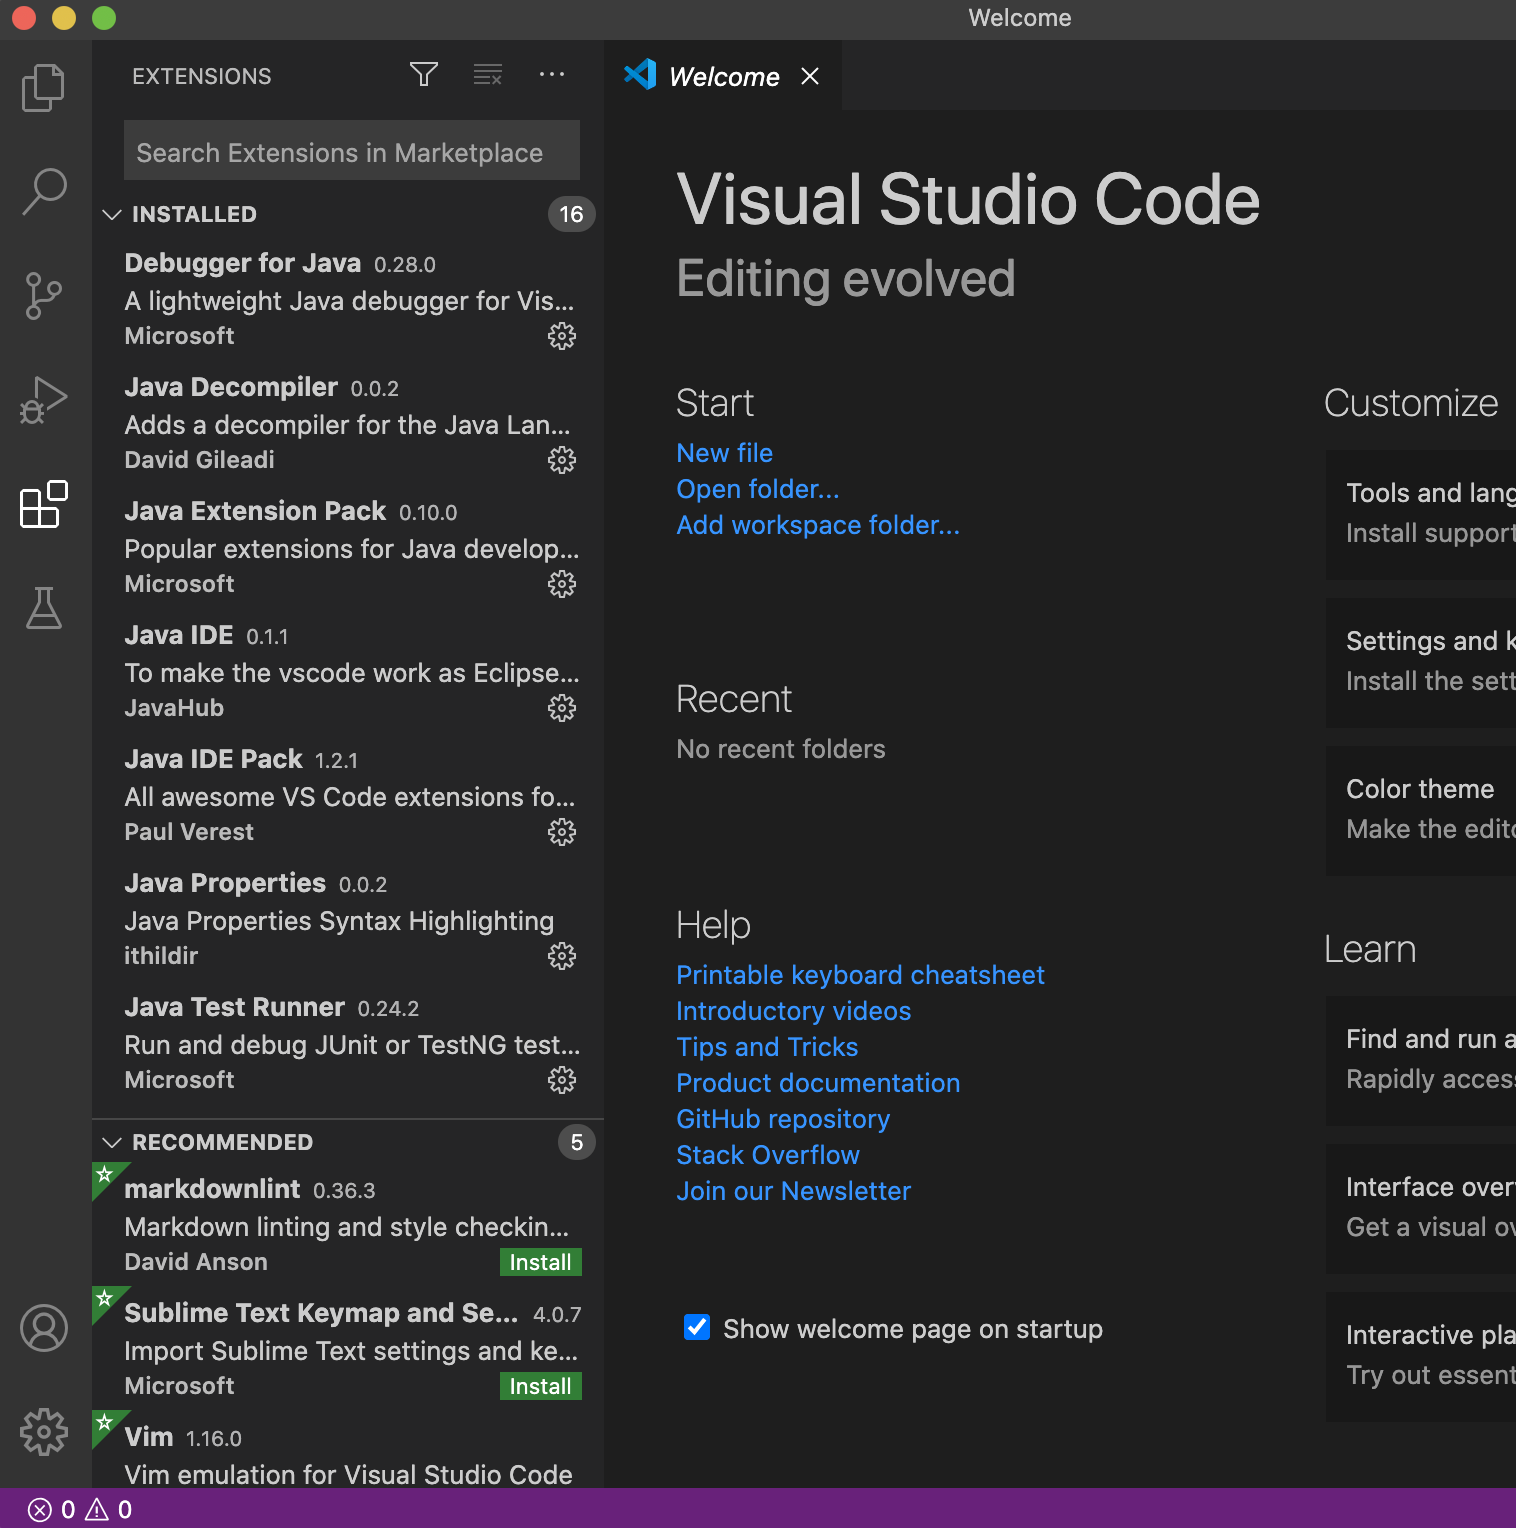 Welcome
EXTENSIONS
Search Extensions in Marketplace
INSTALLED 16
Debugger for Java 0.28.0
A lightweight Java debugger for Vis...
Microsoft
Java Decompiler 0.0.2
Adds a decompiler for the Java Lan...
David Gileadi
Java Extension Pack 0.10.0
Popular extensions for Java develop...
Microsoft
Java IDE 0.1.1
To make the vscode work as Eclipse...
JavaHub
Java IDE Pack 1.2.1
All awesome VS Code extensions fo...
Paul Verest
Java Properties 0.0.2
Java Properties Syntax Highlighting
ithildir
Java Test Runner 0.24.2
Run and debug JUnit or TestNG test...
Microsoft
RECOMMENDED 5
markdownlint 0.36.3
Markdown linting and style checkin...
David Anson Install
Sublime Text Keymap and Se... 4.0.7
Import Sublime Text settings and ke...
Microsoft Install
Vim 1.16.0
Vim emulation for Visual Studio Code
Welcome
Visual Studio Code
Editing evolved
Start
New file
Open folder...
Add workspace folder...
Recent
No recent folders
Help
Printable keyboard cheatsheet
Introductory videos
Tips and Tricks
Product documentation
GitHub repository
Stack Overflow
Join our Newsletter
Show welcome page on startup
Customize
Tools and lang
Install support
Settings and k
Install the sett
Color theme
Make the edito
Learn
Find and run a
Rapidly access
Interface over
Get a visual ov
Interactive pla
Try out essent
0 0